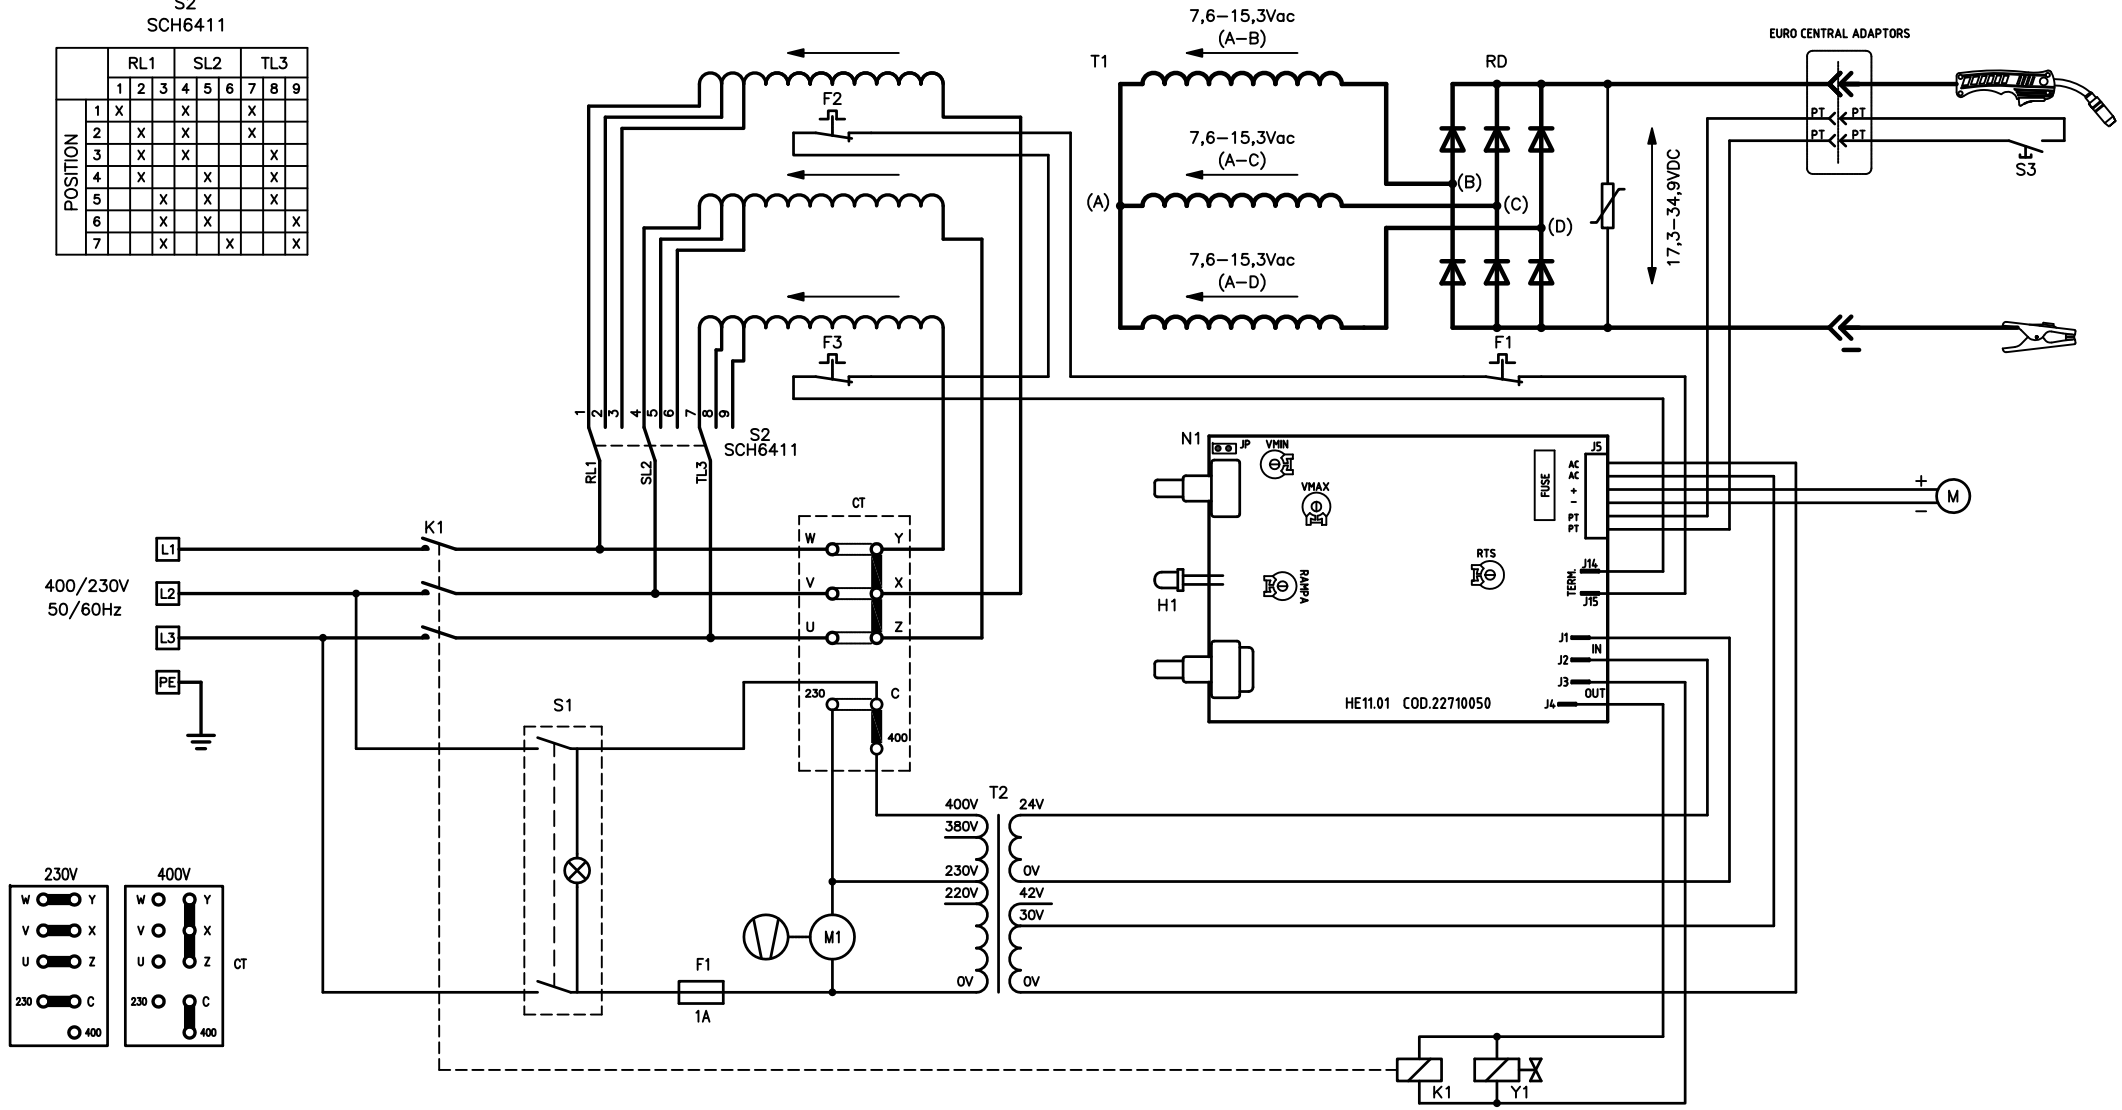 S2
SCH6411
RL1 SL2 TL3
1 2 3 4 5 6 7 8 9
POSITION
1 X X X
2 X X X
3 X X X
4 X X X
5 X X X
6 X X X
7 X X X
F2
F3
1 2 3 4 5 6 7 8 9
S2
SCH6411
RL1 SL2 TL3
7,6-15,3Vac
(A-B)
T1
RD
7,6-15,3Vac
(A-C)
(A)
(B)
(C)
(D)
7,6-15,3Vac
(A-D)
17,3-34,9VDC
EURO CENTRAL ADAPTORS
PT PT
PT PT
S3
F1
N1
JP
VMIN
VMAX
FUSE
J5
AC
AC
+
-
PT
PT
+
M
-
RTS
TERM.
J14
J15
RAMPA
H1
J1
IN
J2
J3
OUT
J4
HE11.01 COD.22710050
K1
L1
400/230V
50/60Hz
L2
L3
PE
CT
W Y
V X
U Z
230 C
400
S1
T2
400V 24V
380V
230V 0V
220V 42V
30V
0V 0V
M1
F1
1A
K1
Y1
230V
W Y
V X
U Z
230 C
400
400V
W Y
V X
U Z
230 C
400
CT